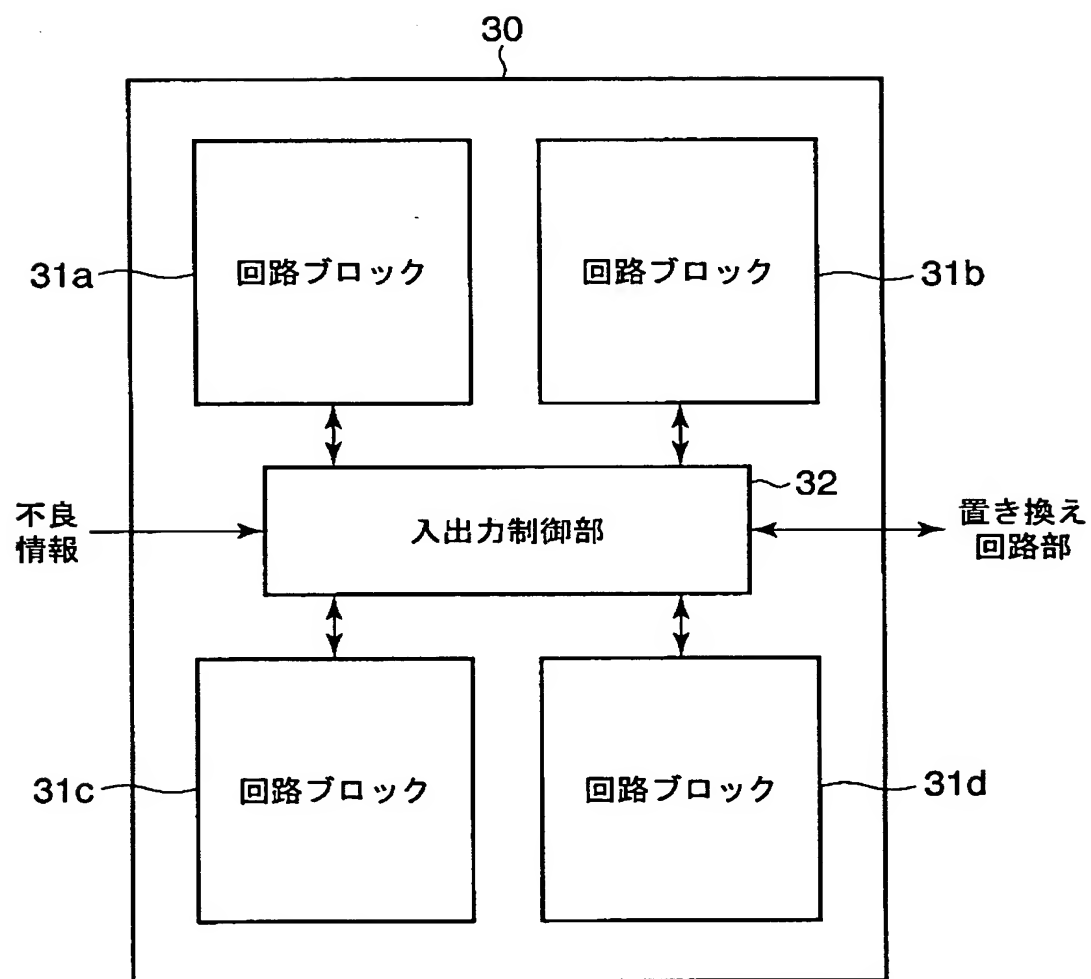 30
回路ブロック
回路ブロック
31a
31b
32
不良
情報
入出力制御部
置き換え
回路部
回路ブロック
回路ブロック
31c
31d